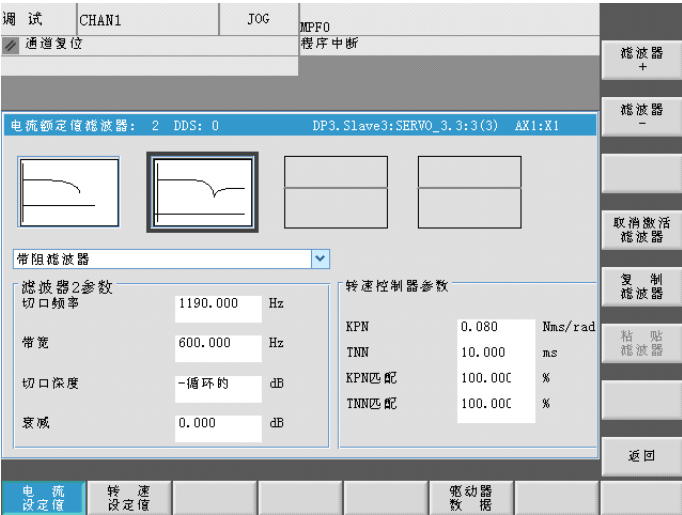 调 试 CHAN1 JOG MPF0
通道复位 程序中断
滤波器
+
滤波器
-
电流额定值滤波器: 2 DDS: 0 DP3.Slave3:SERVO_3.3:3(3) AX1:X1
取消激活
滤波器
带阻滤波器
复 制
滤波器
粘 贴
滤波器
滤波器2参数
切口频率 1190.000 Hz
带宽 600.000 Hz
切口深度 -循环的 dB
衰减 0.000 dB
转速控制器参数
KPN 0.080 Nms/rad
TNN 10.000 ms
KPN匹配 100.000 %
TNN匹配 100.000 %
返回
电 流
设定值
转 速
设定值
驱动器
数 据